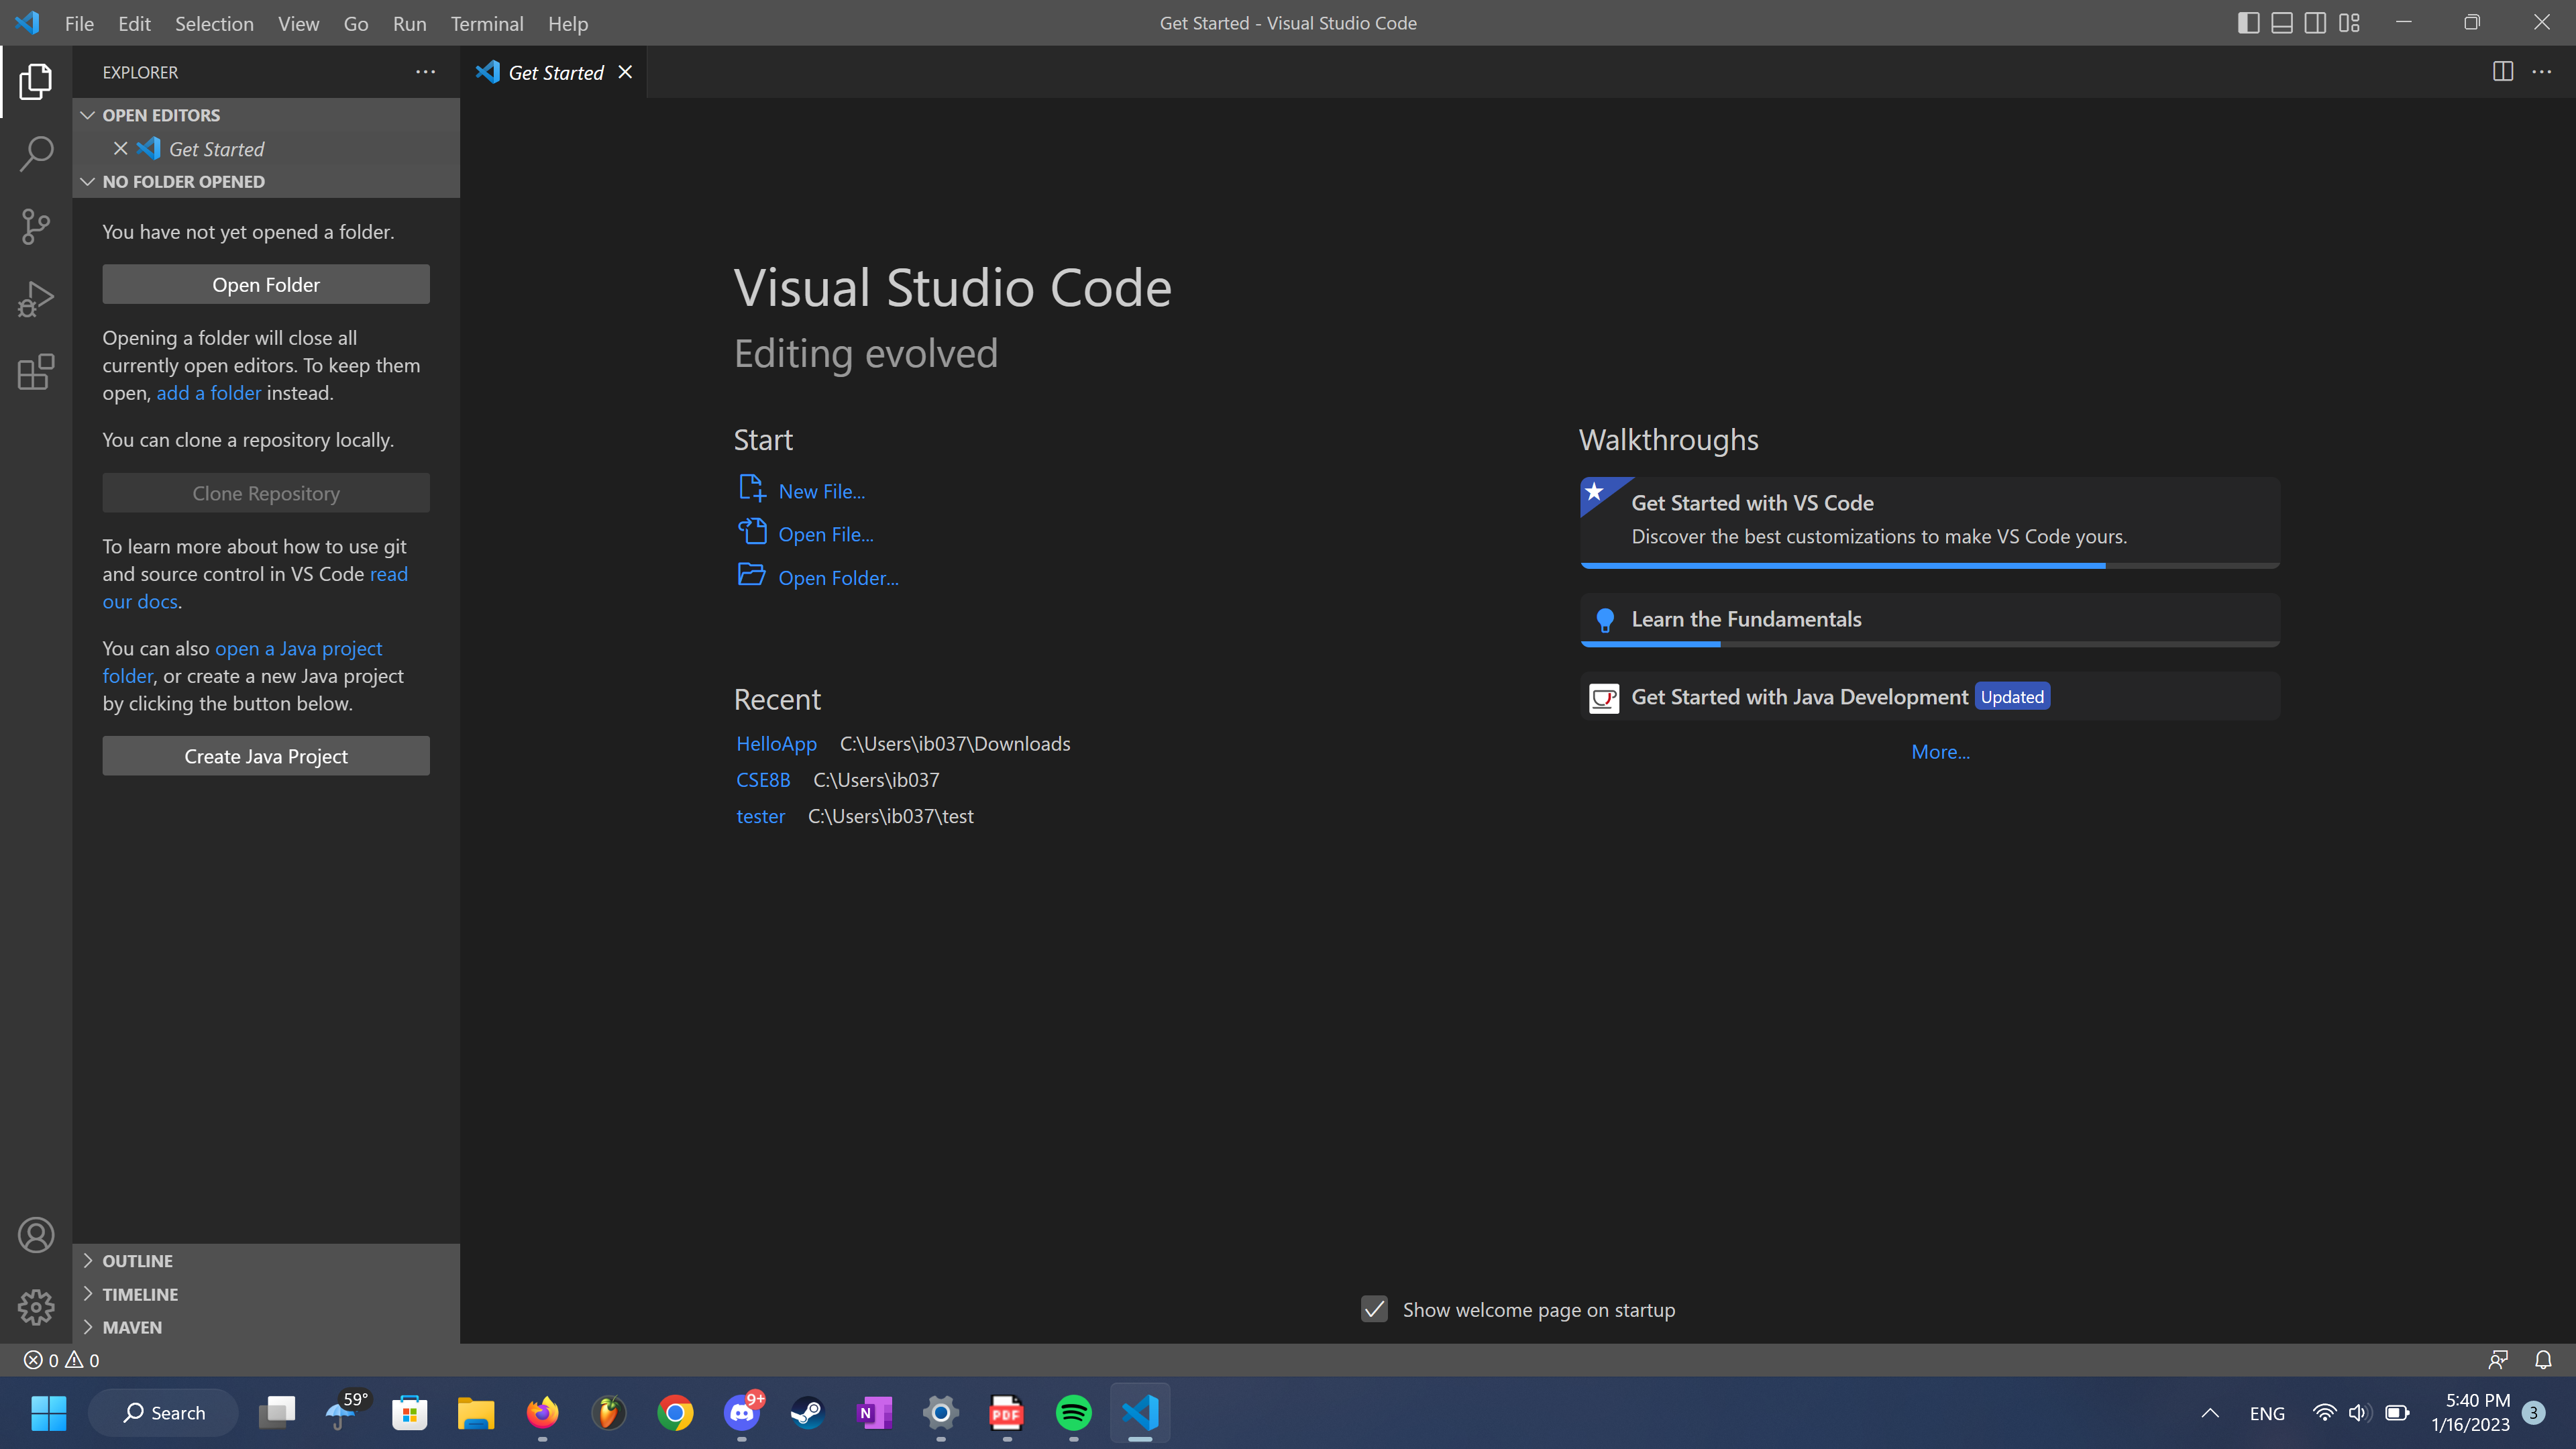 File Edit Selection View Go Run Terminal Help
Get Started - Visual Studio Code
EXPLORER
Get Started
OPEN EDITORS
Get Started
NO FOLDER OPENED
You have not yet opened a folder.
Open Folder
Opening a folder will close all
currently open editors. To keep them
open, add a folder instead.
You can clone a repository locally.
Clone Repository
To learn more about how to use git
and source control in VS Code read
our docs.
You can also open a Java project
folder, or create a new Java project
by clicking the button below.
Create Java Project
OUTLINE
TIMELINE
MAVEN
Visual Studio Code
Editing evolved
Start
New File...
Open File...
Open Folder...
Recent
HelloApp C:\Users\ib037\Downloads
CSE8B C:\Users\ib037
tester C:\Users\ib037\test
Walkthroughs
Get Started with VS Code
Discover the best customizations to make VS Code yours.
Learn the Fundamentals
Get Started with Java Development Updated
More...
Show welcome page on startup
0 0
Search
59°
9+
N
PDF
ENG
5:40 PM
1/16/2023
3